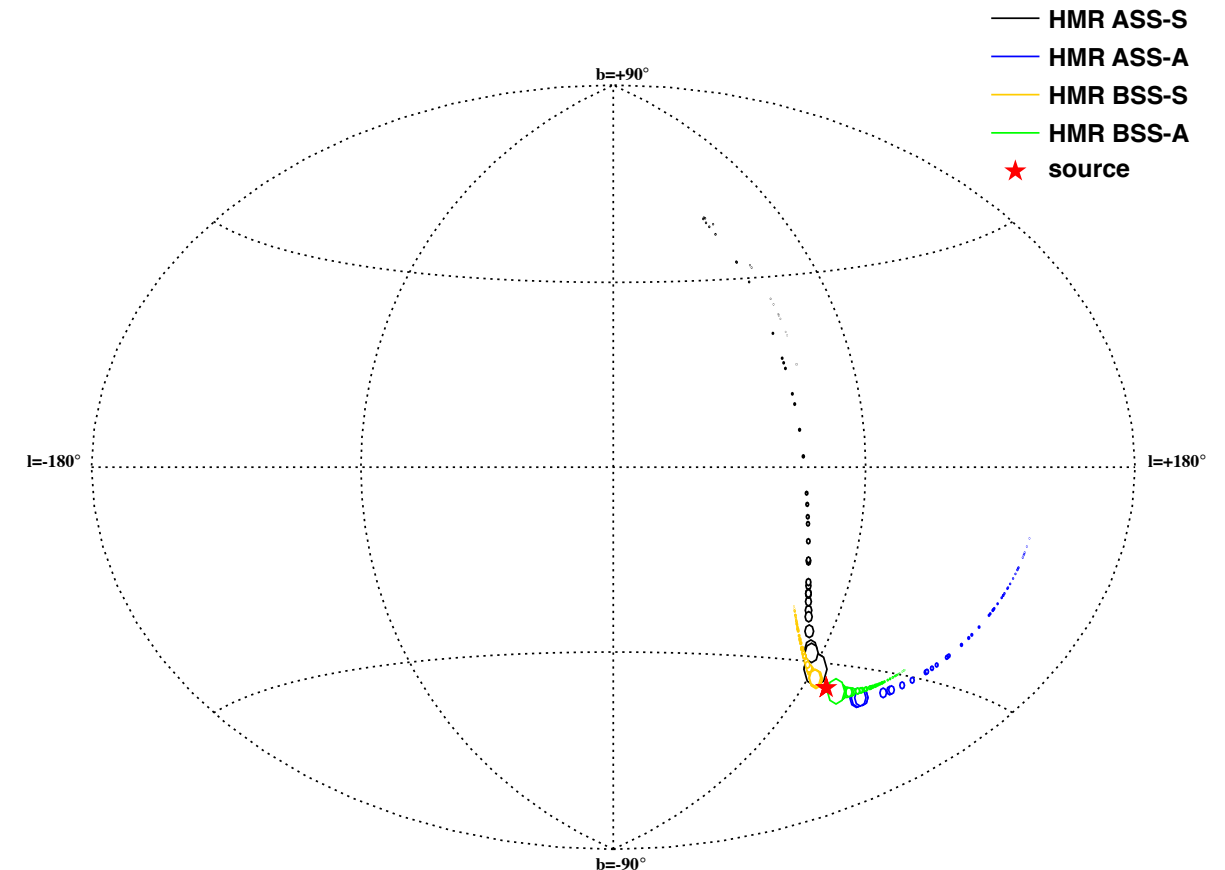 HMR ASS-S
HMR ASS-A
HMR BSS-S
HMR BSS-A
source
b=+90°
l=-180°
l=+180°
b=-90°